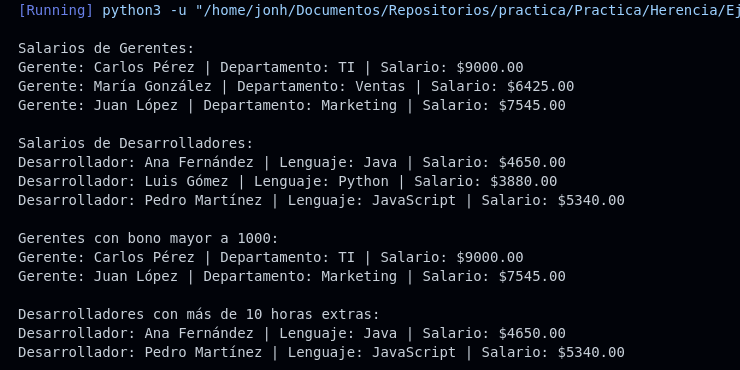 [Running] python3 -u "/home/jonh/Documentos/Repositorios/practica/Practica/Herencia/Ej
Salarios de Gerentes:
Gerente: Carlos Pérez | Departamento: TI | Salario: $9000.00
Gerente: María González | Departamento: Ventas | Salario: $6425.00
Gerente: Juan López | Departamento: Marketing | Salario: $7545.00
Salarios de Desarrolladores:
Desarrollador: Ana Fernández | Lenguaje: Java | Salario: $4650.00
Desarrollador: Luis Gómez | Lenguaje: Python | Salario: $3880.00
Desarrollador: Pedro Martínez | Lenguaje: JavaScript | Salario: $5340.00
Gerentes con bono mayor a 1000:
Gerente: Carlos Pérez | Departamento: TI | Salario: $9000.00
Gerente: Juan López | Departamento: Marketing | Salario: $7545.00
Desarrolladores con más de 10 horas extras:
Desarrollador: Ana Fernández | Lenguaje: Java | Salario: $4650.00
Desarrollador: Pedro Martínez | Lenguaje: JavaScript | Salario: $5340.00